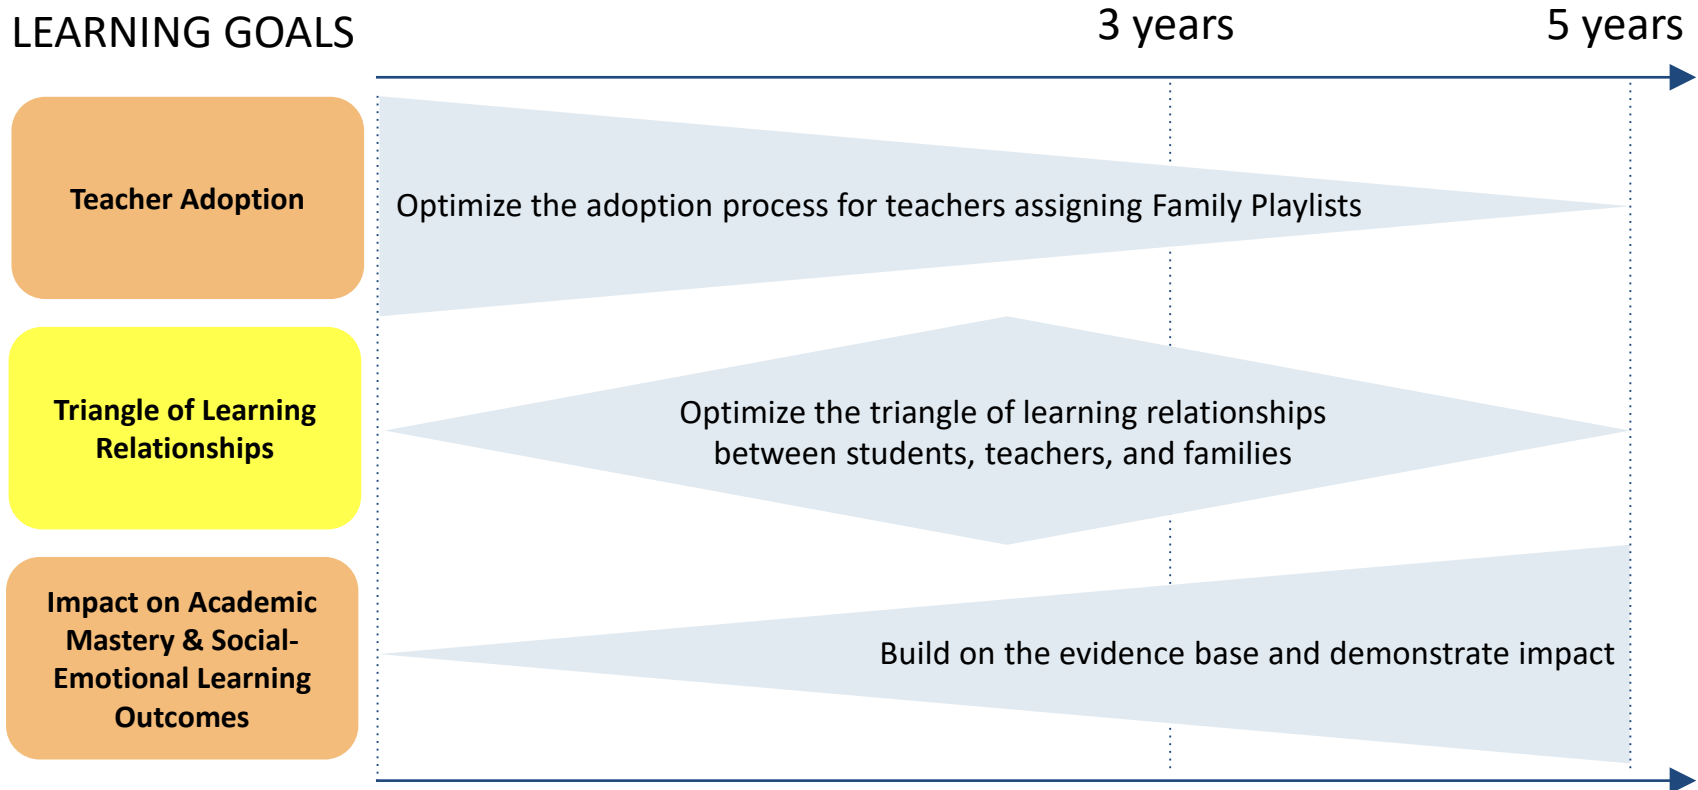 LEARNING GOALS
3 years
5 years
Teacher Adoption
Optimize the adoption process for teachers assigning Family Playlists
Triangle of Learning
Relationships
Optimize the triangle of learning relationships
between students, teachers, and families
Impact on Academic
Mastery & Social-
Emotional Learning
Outcomes
Build on the evidence base and demonstrate impact